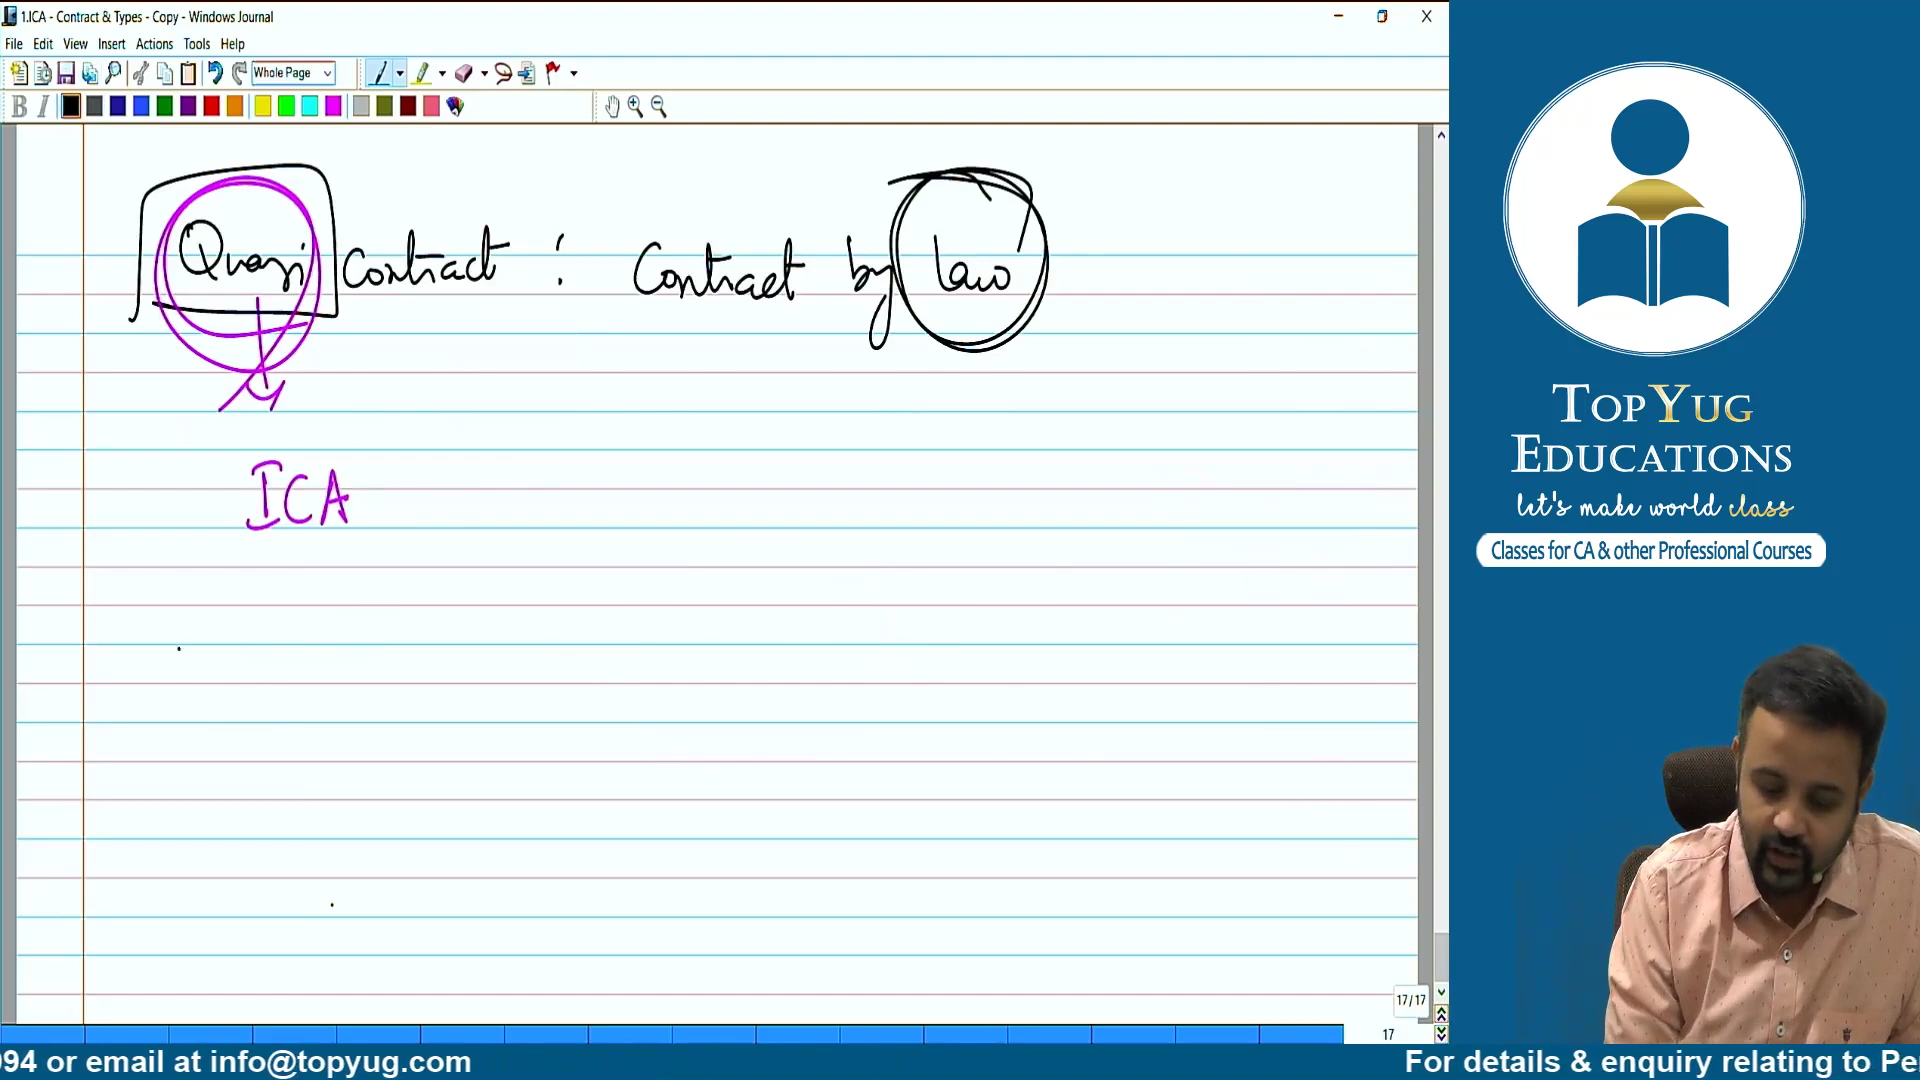 1.ICA - Contract & Types - Copy - Windows Journal
File Edit View Insert Actions Tools Help
Whole Page
B I
Quasi Contract : Contract by law
ICA
17/17
17
TOPYUG
EDUCATIONS
let's make world class
Classes for CA & other Professional Courses
094 or email at info@topyug.com
For details & enquiry relating to Pe